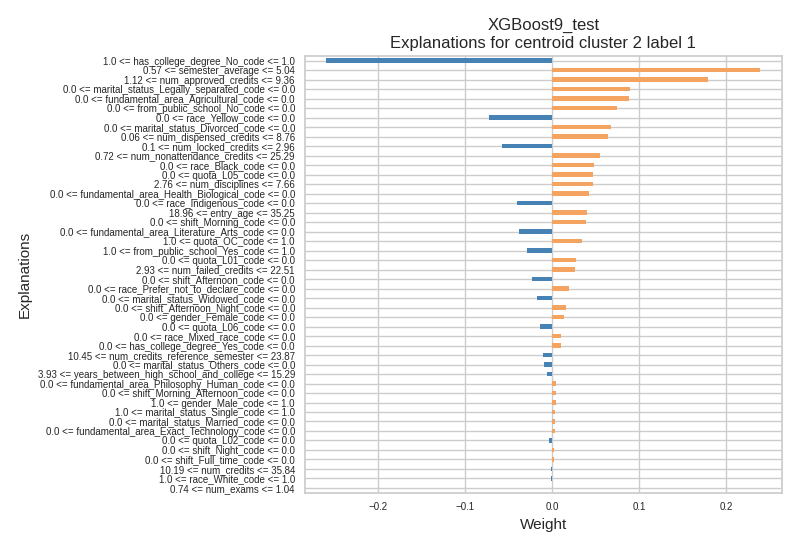 XGBoost9_test
Explanations for centroid cluster 2 label 1
1.0 <= has_college_degree_No_code <= 1.0
0.57 <= semester_average <= 5.04
1.12 <= num_approved_credits <= 9.36
0.0 <= marital_status_Legally_separated_code <= 0.0
0.0 <= fundamental_area_Agricultural_code <= 0.0
0.0 <= from_public_school_No_code <= 0.0
0.0 <= race_Yellow_code <= 0.0
0.0 <= marital_status_Divorced_code <= 0.0
0.06 <= num_dispensed_credits <= 8.76
0.1 <= num_locked_credits <= 2.96
0.72 <= num_nonattendance_credits <= 25.29
0.0 <= race_Black_code <= 0.0
0.0 <= quota_L05_code <= 0.0
2.76 <= num_disciplines <= 7.66
0.0 <= fundamental_area_Health_Biological_code <= 0.0
0.0 <= race_Indigenous_code <= 0.0
18.96 <= entry_age <= 35.25
0.0 <= shift_Morning_code <= 0.0
0.0 <= fundamental_area_Literature_Arts_code <= 0.0
1.0 <= quota_OC_code <= 1.0
1.0 <= from_public_school_Yes_code <= 1.0
0.0 <= quota_L01_code <= 0.0
2.93 <= num_failed_credits <= 22.51
0.0 <= shift_Afternoon_code <= 0.0
0.0 <= race_Prefer_not_to_declare_code <= 0.0
0.0 <= marital_status_Widowed_code <= 0.0
0.0 <= shift_Afternoon_Night_code <= 0.0
0.0 <= gender_Female_code <= 0.0
0.0 <= quota_L06_code <= 0.0
0.0 <= race_Mixed_race_code <= 0.0
0.0 <= has_college_degree_Yes_code <= 0.0
10.45 <= num_credits_reference_semester <= 23.87
0.0 <= marital_status_Others_code <= 0.0
3.93 <= years_between_high_school_and_college <= 15.29
0.0 <= fundamental_area_Philosophy_Human_code <= 0.0
0.0 <= shift_Morning_Afternoon_code <= 0.0
1.0 <= gender_Male_code <= 1.0
1.0 <= marital_status_Single_code <= 1.0
0.0 <= marital_status_Married_code <= 0.0
0.0 <= fundamental_area_Exact_Technology_code <= 0.0
0.0 <= quota_L02_code <= 0.0
0.0 <= shift_Night_code <= 0.0
0.0 <= shift_Full_time_code <= 0.0
10.19 <= num_credits <= 35.84
1.0 <= race_White_code <= 1.0
0.74 <= num_exams <= 1.04
Explanations
−0.2 −0.1 0.0 0.1 0.2
Weight